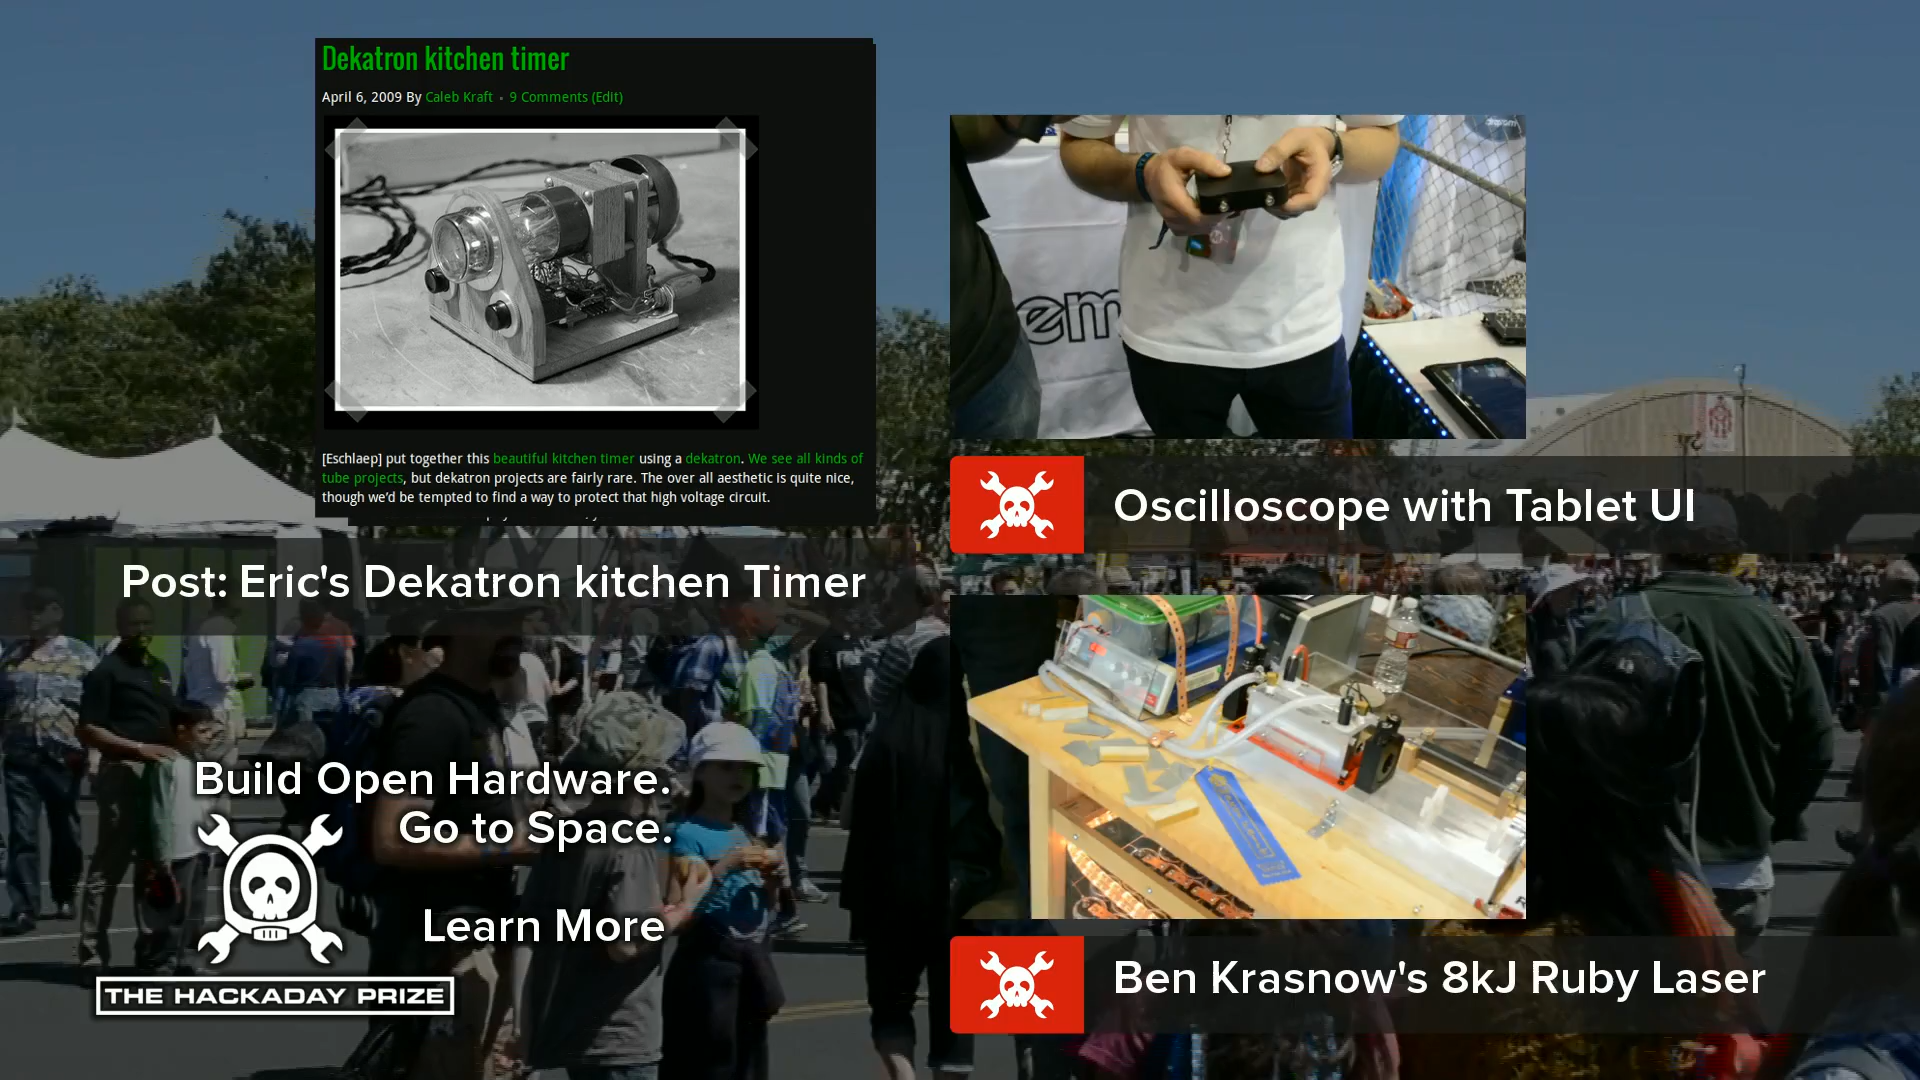 Dekatron kitchen timer
April 6, 2009 By Caleb Kraft • 9 Comments (Edit)
[Eschlaep] put together this beautiful kitchen timer using a dekatron. We see all kinds of
tube projects, but dekatron projects are fairly rare. The over all aesthetic is quite nice,
though we'd be tempted to find a way to protect that high voltage circuit.
Post: Eric's Dekatron kitchen Timer
Build Open Hardware.
Go to Space.
Learn More
THE HACKADAY PRIZE
em
Oscilloscope with Tablet UI
Ben Krasnow's 8kJ Ruby Laser